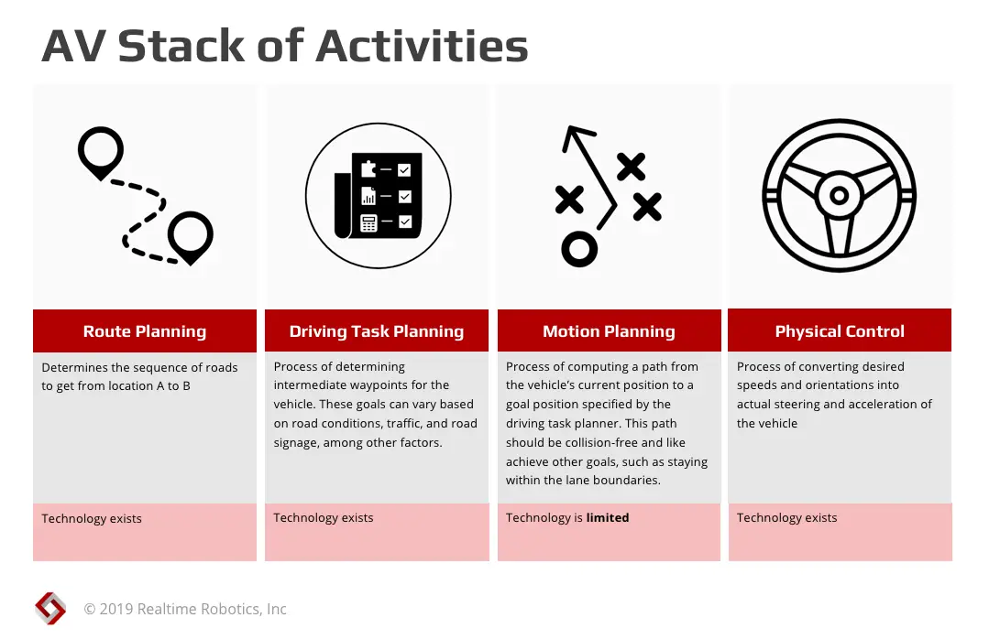 AV Stack of Activities
Route Planning
Determines the sequence of roads
to get from location A to B
Technology exists
Driving Task Planning
Process of determining
intermediate waypoints for the
vehicle. These goals can vary based
on road conditions, traffic, and road
signage, among other factors.
Technology exists
Motion Planning
Process of computing a path from
the vehicle’s current position to a
goal position specified by the
driving task planner. This path
should be collision-free and like
achieve other goals, such as staying
within the lane boundaries.
Technology is limited
Physical Control
Process of converting desired
speeds and orientations into
actual steering and acceleration of
the vehicle
Technology exists
© 2019 Realtime Robotics, Inc